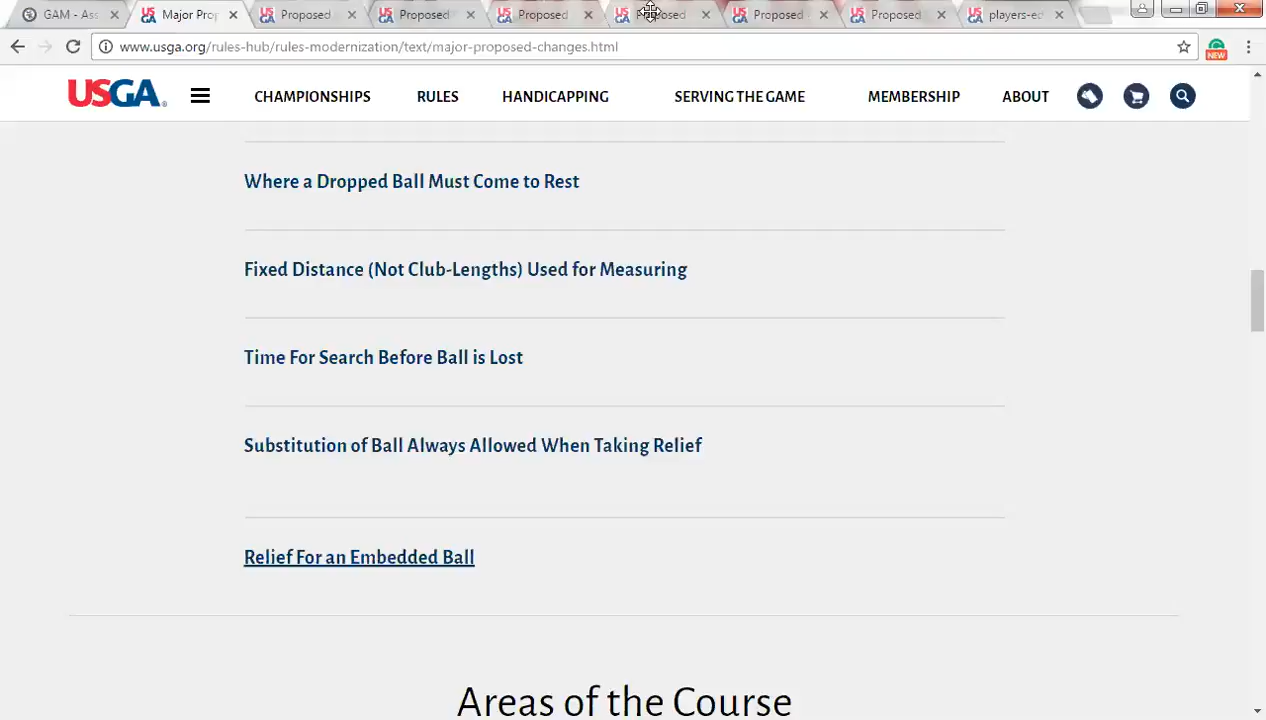 GAM - Ass
Major Pro
Proposed
Proposed
Proposed
Proposed
Proposed
Proposed
players-ed
www.usga.org/rules-hub/rules-modernization/text/major-proposed-changes.html
NEW
USGA
CHAMPIONSHIPS
RULES
HANDICAPPING
SERVING THE GAME
MEMBERSHIP
ABOUT
Where a Dropped Ball Must Come to Rest
Fixed Distance (Not Club-Lengths) Used for Measuring
Time For Search Before Ball is Lost
Substitution of Ball Always Allowed When Taking Relief
Relief For an Embedded Ball
Areas of the Course